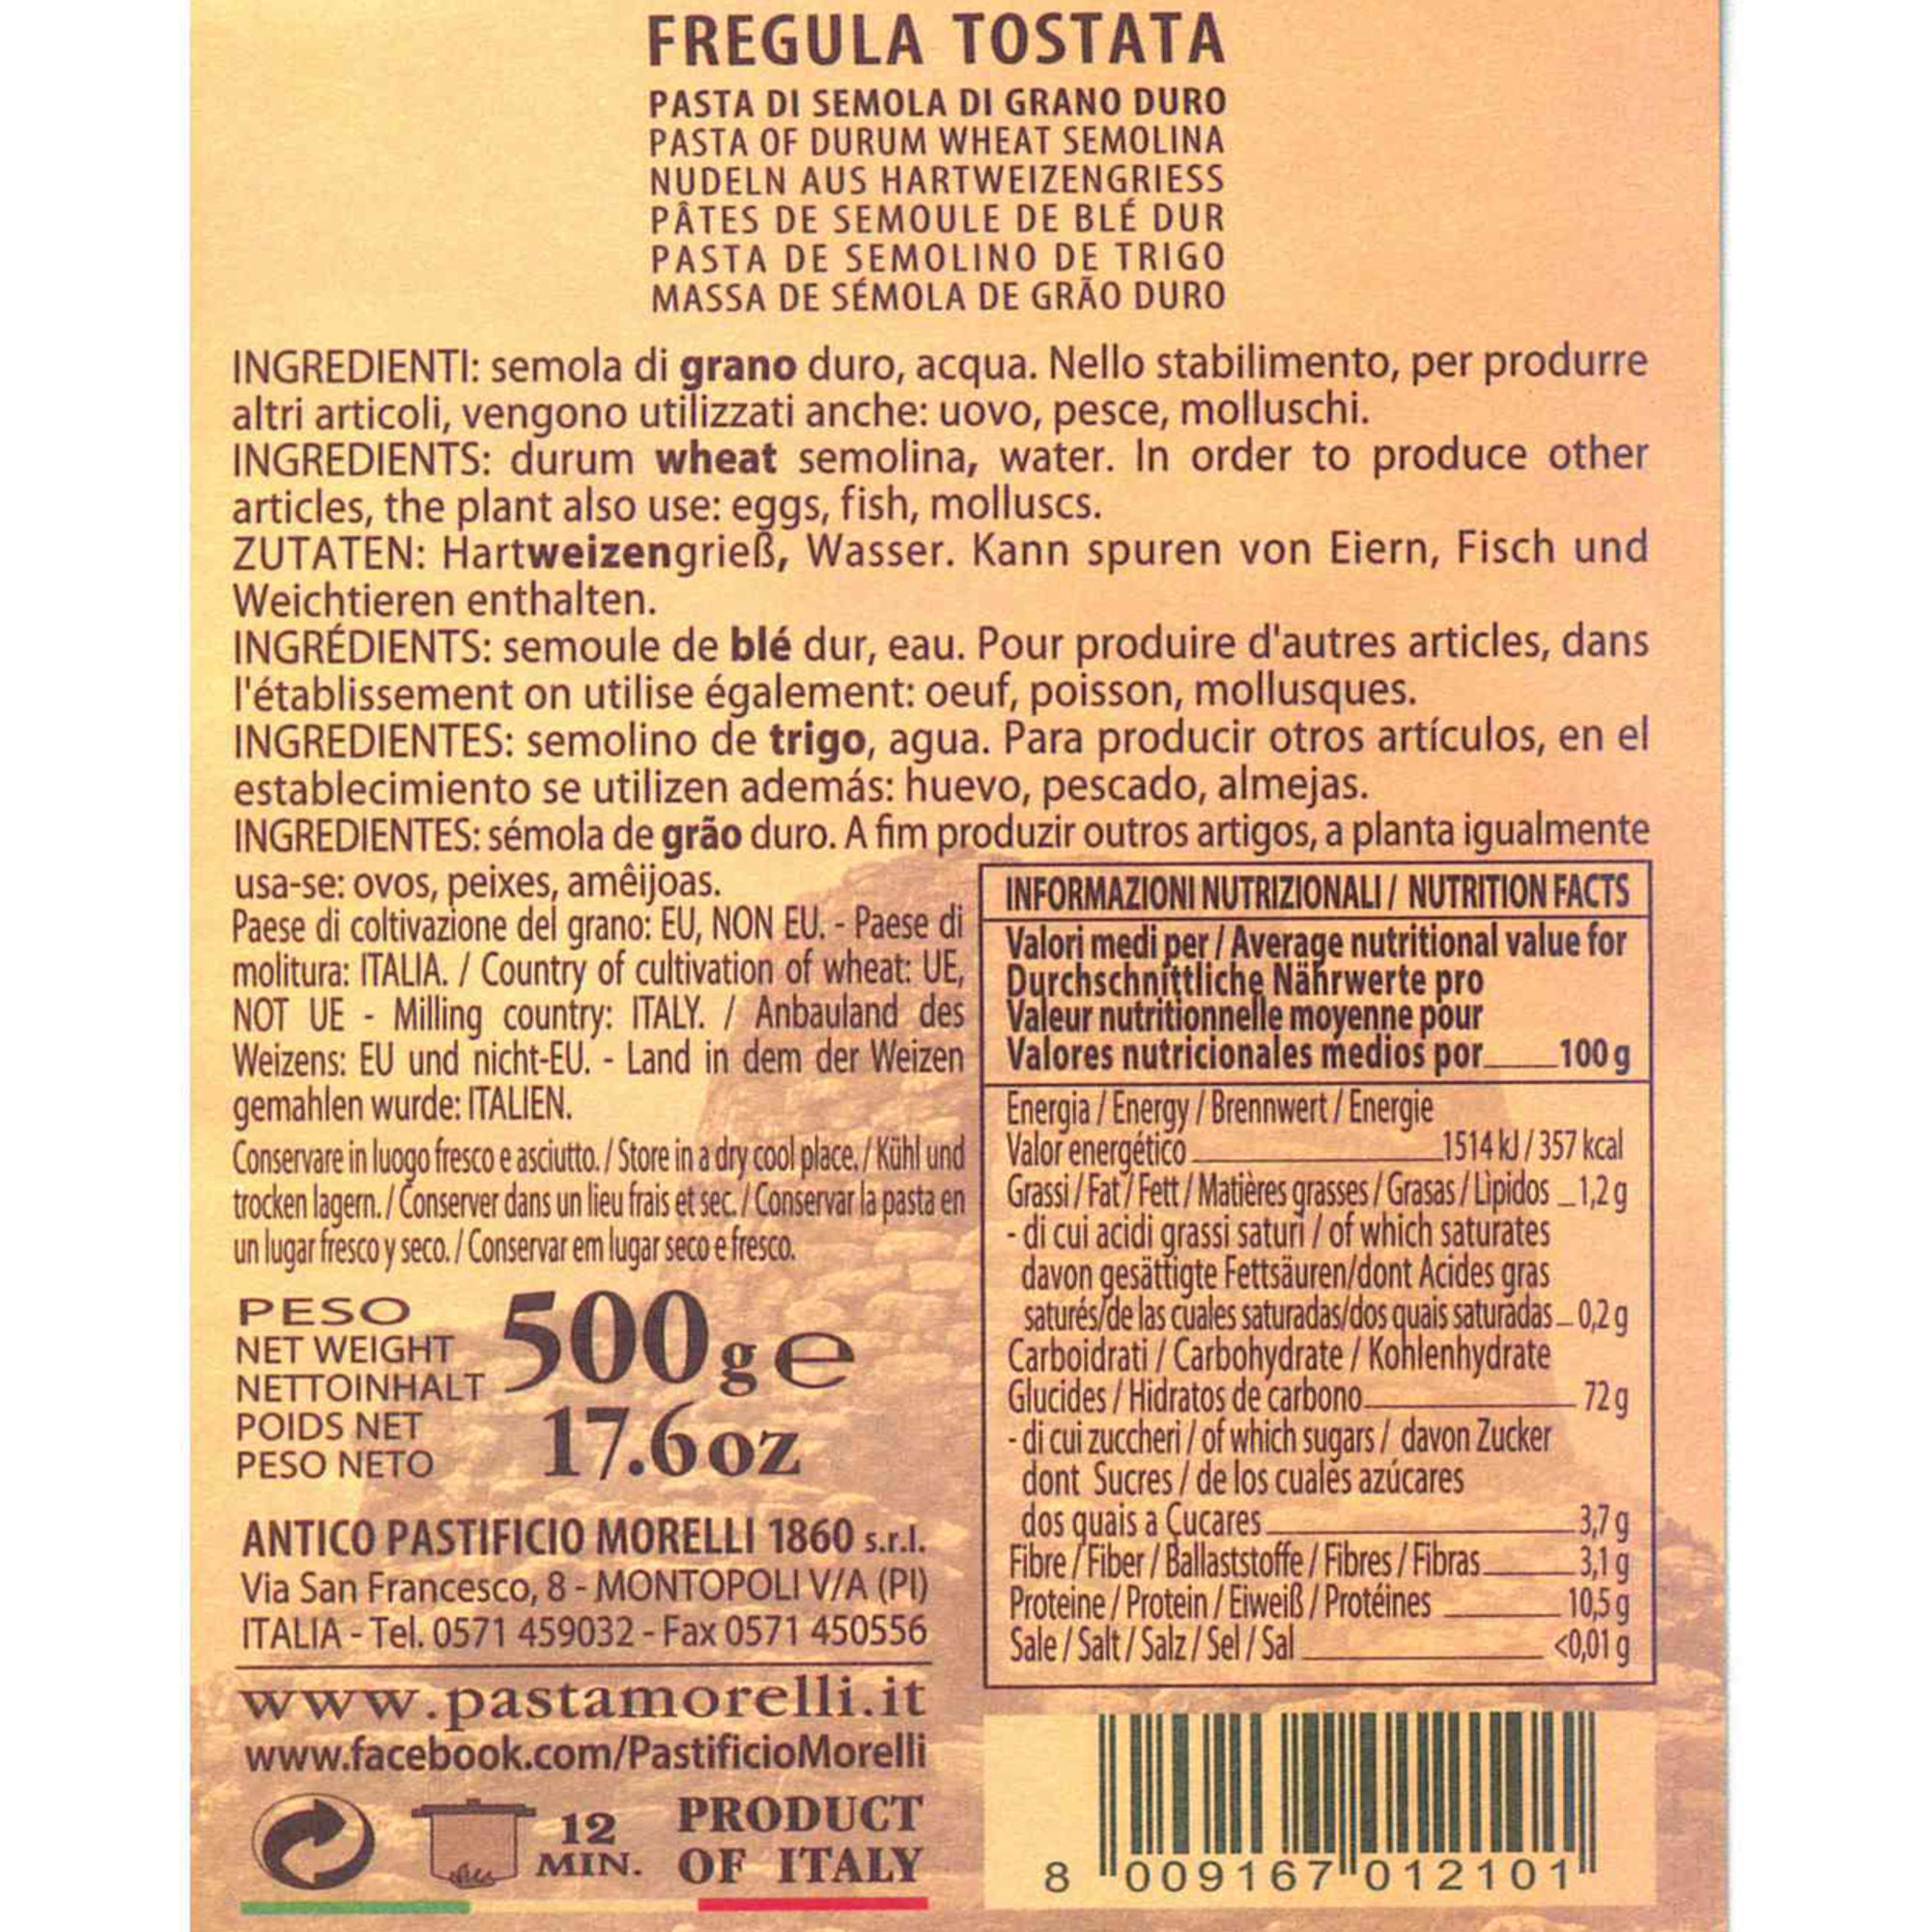 FREGULA TOSTATA
PASTA DI SEMOLA DI GRANO DURO
PASTA OF DURUM WHEAT SEMOLINA
NUDELN AUS HARTWEIZENGRIESS
PÂTES DE SEMOULE DE BLÉ DUR
PASTA DE SEMOLINO DE TRIGO
MASSA DE SÉMOLA DE GRÃO DURO
INGREDIENTI: semola di grano duro, acqua. Nello stabilimento, per produrre
altri articoli, vengono utilizzati anche: uovo, pesce, molluschi.
INGREDIENTS: durum wheat semolina, water. In order to produce other
articles, the plant also use: eggs, fish, molluscs.
ZUTATEN: Hartweizengrieß, Wasser. Kann spuren von Eiern, Fisch und
Weichtieren enthalten.
INGRÉDIENTS: semoule de blé dur, eau. Pour produire d'autres articles, dans
l'établissement on utilise également: oeuf, poisson, mollusques.
INGREDIENTES: semolino de trigo, agua. Para producir otros artículos, en el
establecimiento se utilizen además: huevo, pescado, almejas.
INGREDIENTES: sémola de grão duro. A fim produzir outros artigos, a planta igualmente
usa-se: ovos, peixes, amêijoas.
Paese di coltivazione del grano: EU, NON EU. - Paese di
molitura: ITALIA. / Country of cultivation of wheat: UE,
NOT UE - Milling country: ITALY. / Anbauland des
Weizens: EU und nicht-EU. - Land in dem der Weizen
gemahlen wurde: ITALIEN.
Conservare in luogo fresco e asciutto. / Store in a dry cool place. / Kühl und
trocken lagern. / Conserver dans un lieu frais et sec. / Conservar la pasta en
un lugar fresco y seco. / Conservar em lugar seco e fresco.
PESO
NET WEIGHT
NETTOINHALT
POIDS NET
PESO NETO
500 g e
17.6 oz
ANTICO PASTIFICIO MORELLI 1860 s.r.l.
Via San Francesco, 8 - MONTOPOLI V/A (PI)
ITALIA - Tel. 0571 459032 - Fax 0571 450556
www.pastamorelli.it
www.facebook.com/PastificioMorelli
12
MIN.
PRODUCT
OF ITALY
INFORMAZIONI NUTRIZIONALI / NUTRITION FACTS
Valori medi per / Average nutritional value for
Durchschnittliche Nährwerte pro
Valeur nutritionnelle moyenne pour
Valores nutricionales medios por 100 g
Energia / Energy / Brennwert / Energie
Valor energético 1514 kJ / 357 kcal
Grassi / Fat / Fett / Matières grasses / Grasas / Lìpidos 1,2 g
- di cui acidi grassi saturi / of which saturates
davon gesättigte Fettsäuren/dont Acides gras
saturés/de las cuales saturadas/dos quais saturadas 0,2 g
Carboidrati / Carbohydrate / Kohlenhydrate
Glucides / Hidratos de carbono 72 g
- di cui zuccheri / of which sugars / davon Zucker
dont Sucres / de los cuales azúcares
dos quais a Çucares 3,7 g
Fibre / Fiber / Ballaststoffe / Fibres / Fibras 3,1 g
Proteine / Protein / Eiweiß / Protéines 10,5 g
Sale / Salt / Salz / Sel / Sal <0,01 g
8 009167 012101